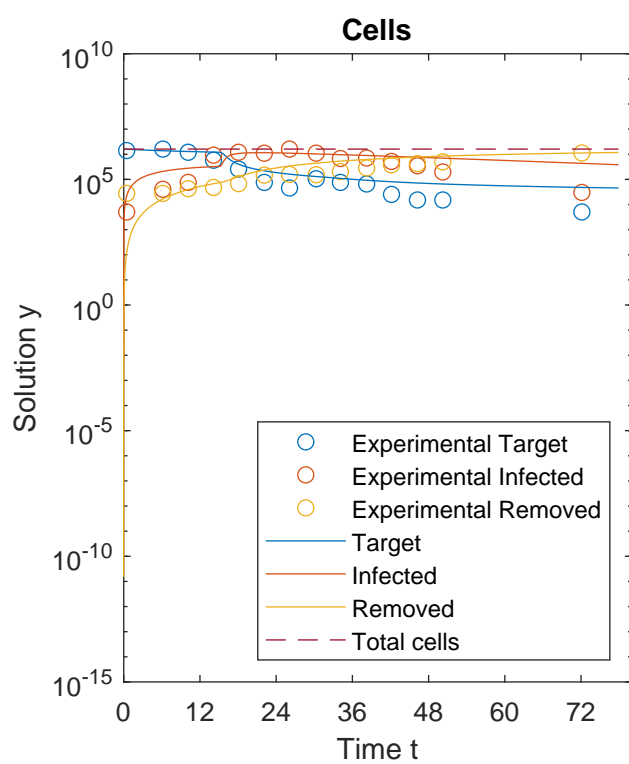 Cells
Solution y
10^10
10^5
10^0
10^-5
10^-10
10^-15
Experimental Target
Experimental Infected
Experimental Removed
Target
Infected
Removed
Total cells
0 12 24 36 48 60 72
Time t